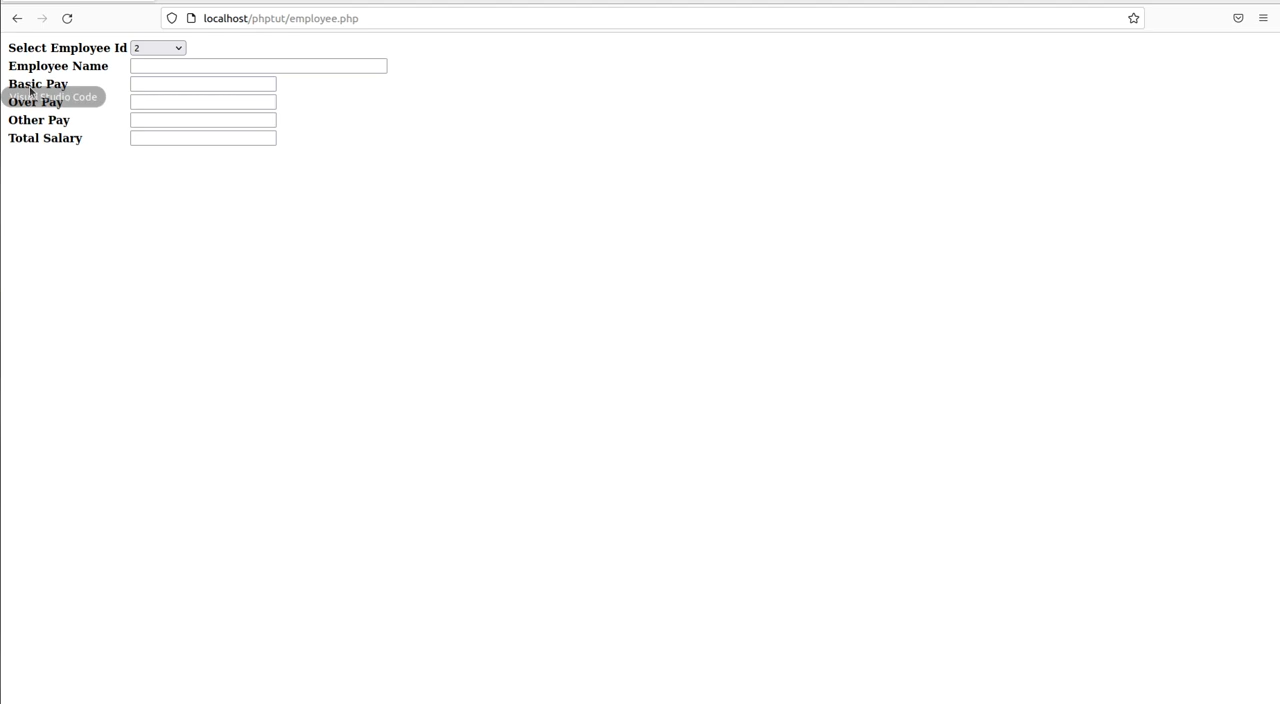 localhost/phptut/employee.php
Select Employee Id 2
Employee Name
Basic Pay
Visual Studio Code
Over Pay
Other Pay
Total Salary